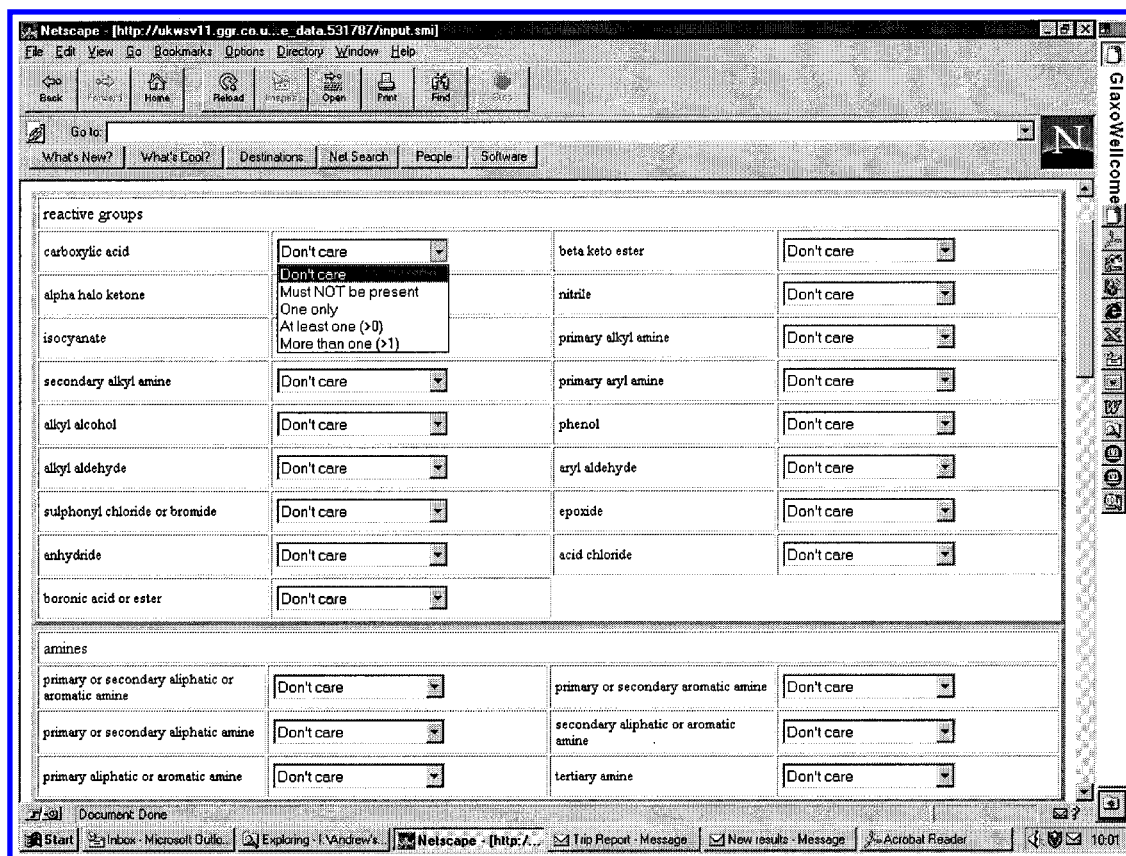 Netscape - [http://ukwsv11.ggr.co.u...e_data.531787/input.smi]
File Edit View Go Bookmarks Options Directory Window Help
Back Forward Home Reload Images Open Print Find Stop
Go to:
What's New? What's Cool? Destinations Net Search People Software
N
GlaxoWellcome
reactive groups
carboxylic acid Don't care beta keto ester Don't care
Don't care
Must NOT be present
One only
At least one (>0)
More than one (>1)
alpha halo ketone nitrile Don't care
isocyanate primary alkyl amine Don't care
secondary alkyl amine Don't care primary aryl amine Don't care
alkyl alcohol Don't care phenol Don't care
alkyl aldehyde Don't care aryl aldehyde Don't care
sulphonyl chloride or bromide Don't care epoxide Don't care
anhydride Don't care acid chloride Don't care
boronic acid or ester Don't care
amines
primary or secondary aliphatic or
aromatic amine Don't care primary or secondary aromatic amine Don't care
primary or secondary aliphatic amine Don't care secondary aliphatic or aromatic
amine Don't care
primary aliphatic or aromatic amine Don't care tertiary amine Don't care
Document: Done
Start Inbox - Microsoft Outlo... Exploring - I:\Andrew's... Netscape - [http:/... Trip Report - Message New results - Message Acrobat Reader 10:01